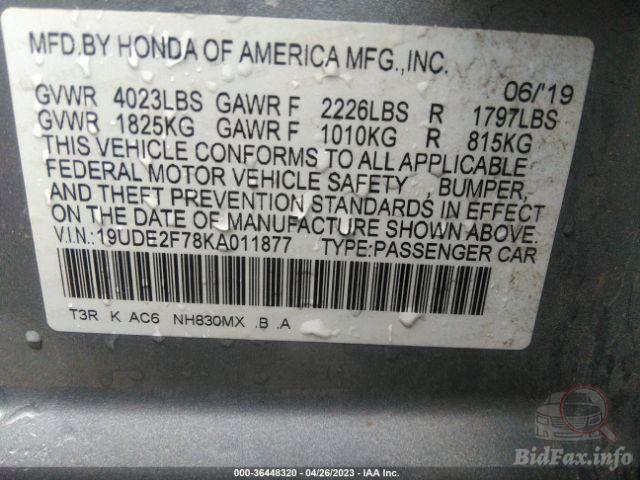 MFD.BY HONDA OF AMERICA MFG.,INC.
06/'19
GVWR 4023LBS GAWR F 2226LBS R 1797LBS
GVWR 1825KG GAWR F 1010KG R 815KG
THIS VEHICLE CONFORMS TO ALL APPLICABLE
FEDERAL MOTOR VEHICLE SAFETY , BUMPER,
AND THEFT PREVENTION STANDARDS IN EFFECT
ON THE DATE OF MANUFACTURE SHOWN ABOVE.
V.I.N.:19UDE2F78KA011877 TYPE:PASSENGER CAR
T3R K AC6 NH830MX .B .A
BidFax.info
000-36448320 - 04/26/2023 - IAA Inc.